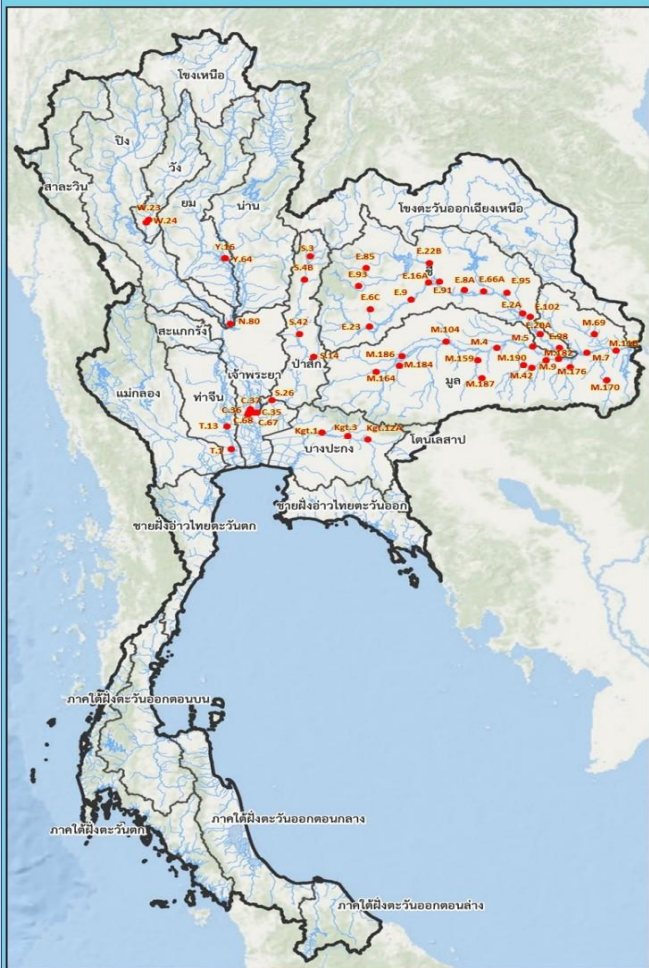 โขงเหนือ
ปิง
วัง
สาละวิน
ยม
น่าน
W.23
W.24
โขงตะวันออกเฉียงเหนือ
Y.16
Y.64
S.3
S.4B
E.85
E.22B
E.93
E.16A
ชี
E.91
E.8A
E.66A
E.95
E.9
E.6C
E.2A
E.102
N.80
สะแกกรัง
S.42
E.23
E.20A
M.69
เจ้าพระยา
ป่าสัก
S.14
M.104
M.4
M.5
E.98
M.182
M.7
M.186
M.184
M.159
M.190
M.9
M.176
แม่กลอง
ท่าจีน
M.164
มูล
M.187
M.42
M.170
S.26
C.37
C.36
C.35
C.68
C.67
T.13
T.1
Kgt.1
Kgt.3
Kgt.12A
บางปะกง
โตนเลสาป
ชายฝั่งอ่าวไทยตะวันออก
ชายฝั่งอ่าวไทยตะวันตก
ภาคใต้ฝั่งตะวันออกตอนบน
ภาคใต้ฝั่งตะวันตก
ภาคใต้ฝั่งตะวันออกตอนกลาง
ภาคใต้ฝั่งตะวันออกตอนล่าง